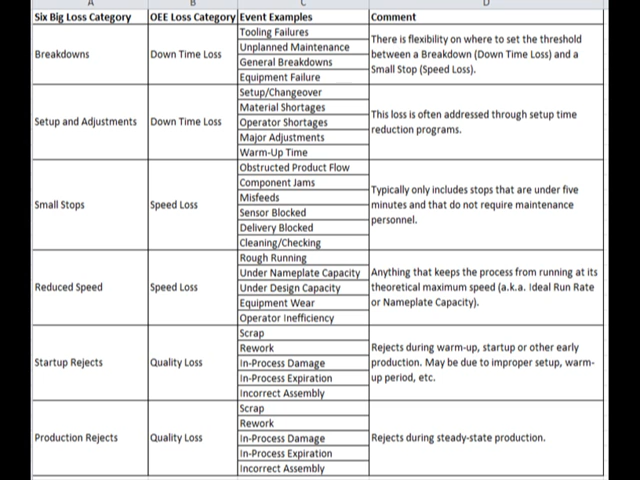 A B C D
Six Big Loss Category OEE Loss Category Event Examples Comment
Breakdowns Down Time Loss
Tooling Failures
Unplanned Maintenance
General Breakdowns
Equipment Failure
There is flexibility on where to set the threshold
between a Breakdown (Down Time Loss) and a
Small Stop (Speed Loss).
Setup and Adjustments Down Time Loss
Setup/Changeover
Material Shortages
Operator Shortages
Major Adjustments
Warm-Up Time
This loss is often addressed through setup time
reduction programs.
Small Stops Speed Loss
Obstructed Product Flow
Component Jams
Misfeeds
Sensor Blocked
Delivery Blocked
Cleaning/Checking
Typically only includes stops that are under five
minutes and that do not require maintenance
personnel.
Reduced Speed Speed Loss
Rough Running
Under Nameplate Capacity
Under Design Capacity
Equipment Wear
Operator Inefficiency
Anything that keeps the process from running at its
theoretical maximum speed (a.k.a. Ideal Run Rate
or Nameplate Capacity).
Startup Rejects Quality Loss
Scrap
Rework
In-Process Damage
In-Process Expiration
Incorrect Assembly
Rejects during warm-up, startup or other early
production. May be due to improper setup, warm-
up period, etc.
Production Rejects Quality Loss
Scrap
Rework
In-Process Damage
In-Process Expiration
Incorrect Assembly
Rejects during steady-state production.